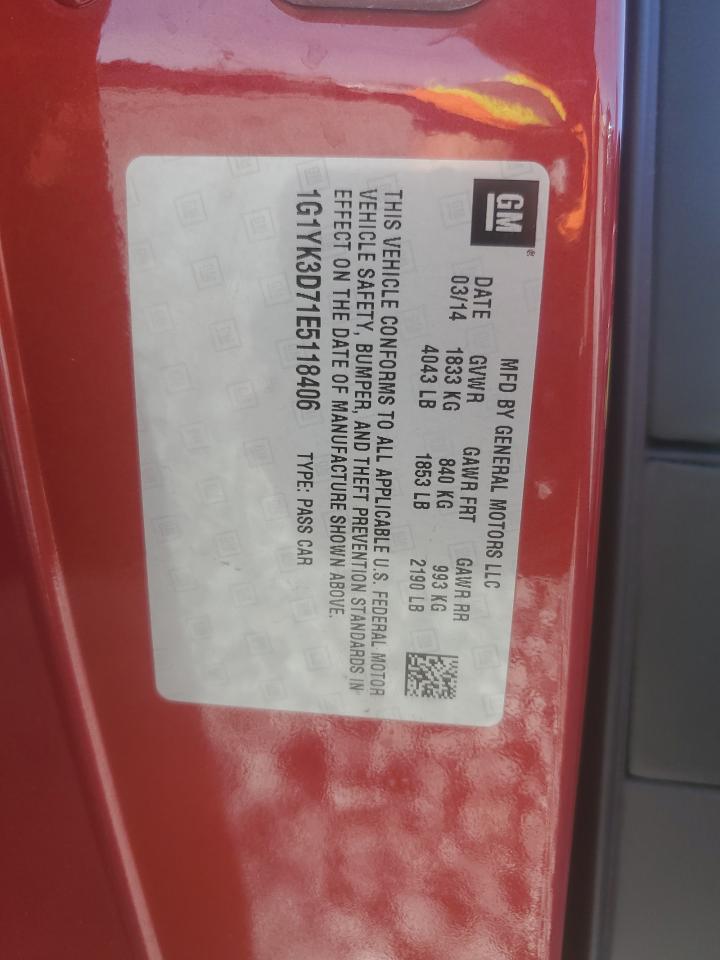 GM
MFD BY GENERAL MOTORS LLC
DATE GVWR GAWR FRT GAWR RR
03/14 1833 KG 840 KG 993 KG
4043 LB 1853 LB 2190 LB
THIS VEHICLE CONFORMS TO ALL APPLICABLE U.S. FEDERAL MOTOR
VEHICLE SAFETY, BUMPER, AND THEFT PREVENTION STANDARDS IN
EFFECT ON THE DATE OF MANUFACTURE SHOWN ABOVE.
1G1YK3D71E5118406 TYPE: PASS CAR